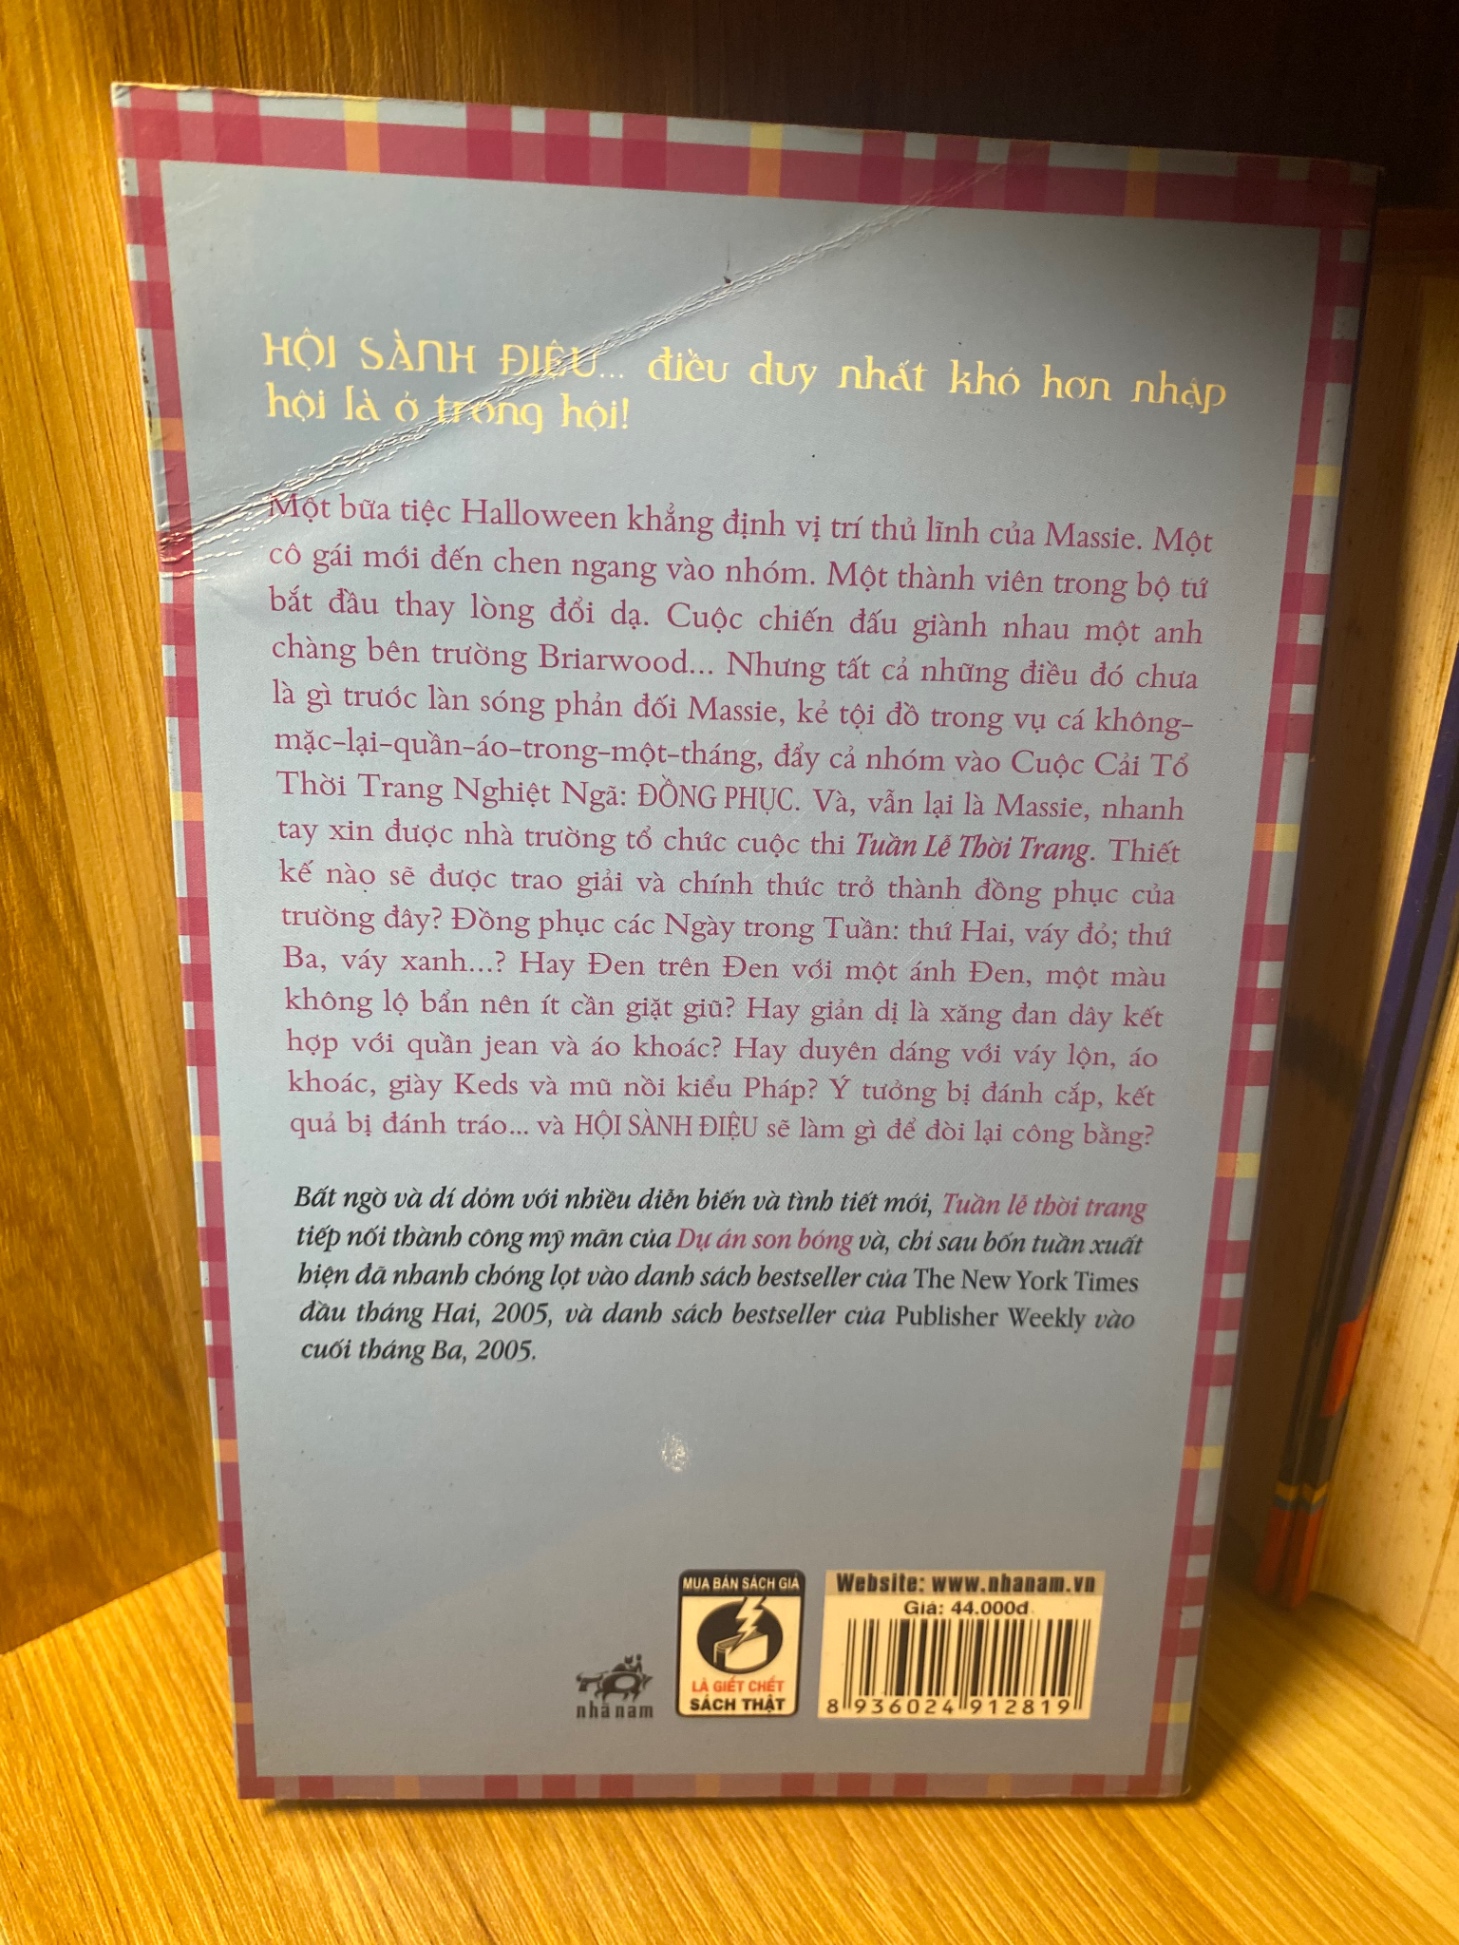 HỘI SÀNH ĐIỆU... điều duy nhất khó hơn nhập
hội là ở trong hội!
Một bữa tiệc Halloween khẳng định vị trí thủ lĩnh của Massie. Một
cô gái mới đến chen ngang vào nhóm. Một thành viên trong bộ tứ
bắt đầu thay lòng đổi dạ. Cuộc chiến đấu giành nhau một anh
chàng bên trường Briarwood... Nhưng tất cả những điều đó chưa
là gì trước làn sóng phản đối Massie, kẻ tội đồ trong vụ cá không-
mặc-lại-quần-áo-trong-một-tháng, đẩy cả nhóm vào Cuộc Cải Tổ
Thời Trang Nghiệt Ngã: ĐỒNG PHỤC. Và, vẫn lại là Massie, nhanh
tay xin được nhà trường tổ chức cuộc thi Tuần Lễ Thời Trang. Thiết
kế nào sẽ được trao giải và chính thức trở thành đồng phục của
trường đây? Đồng phục các Ngày trong Tuần: thứ Hai, váy đỏ; thứ
Ba, váy xanh...? Hay Đen trên Đen với một ánh Đen, một màu
không lộ bẩn nên ít cần giặt giũ? Hay giản dị là xăng đan dây kết
hợp với quần jean và áo khoác? Hay duyên dáng với váy lộn, áo
khoác, giày Keds và mũ nồi kiểu Pháp? Ý tưởng bị đánh cắp, kết
quả bị đánh tráo... và HỘI SÀNH ĐIỆU sẽ làm gì để đòi lại công bằng?
Bất ngờ và dí dỏm với nhiều diễn biến và tình tiết mới, Tuần lễ thời trang
tiếp nối thành công mỹ mãn của Dự án son bóng và, chỉ sau bốn tuần xuất
hiện đã nhanh chóng lọt vào danh sách bestseller của The New York Times
đầu tháng Hai, 2005, và danh sách bestseller của Publisher Weekly vào
cuối tháng Ba, 2005.
MUA BÁN SÁCH GIẢ
LÀ GIẾT CHẾT
SÁCH THẬT
nhã nam
Website: www.nhanam.vn
Giá: 44.000đ
8 936024 912819